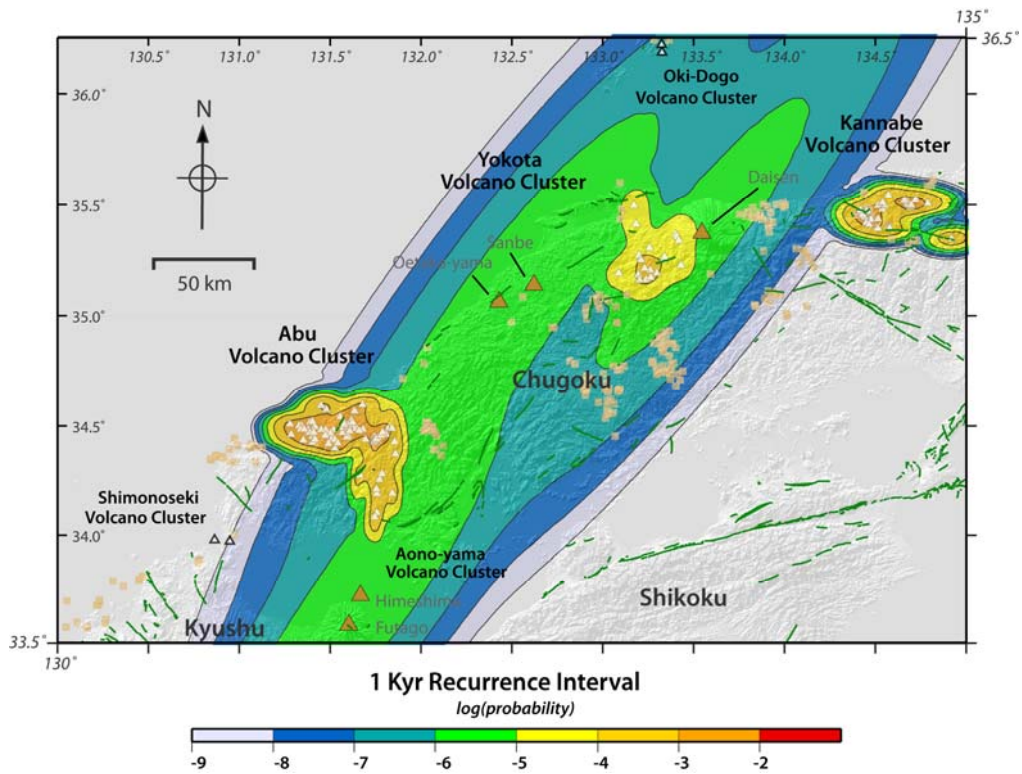 135°
36.5°
130.5°
131.0°
131.5°
132.0°
132.5°
133.0°
133.5°
134.0°
134.5°
36.0°
Oki-Dogo
Volcano Cluster
Kannabe
Volcano Cluster
N
Yokota
Volcano Cluster
Daisen
35.5°
Sanbe
50 km
35.0°
Abu
Volcano Cluster
Chugoku
34.5°
Shimonoseki
Volcano Cluster
34.0°
Aono-yama
Volcano Cluster
Himeshima
Shikoku
Kyushu
Futago
33.5°
130°
1 Kyr Recurrence Interval
log(probability)
-9 -8 -7 -6 -5 -4 -3 -2